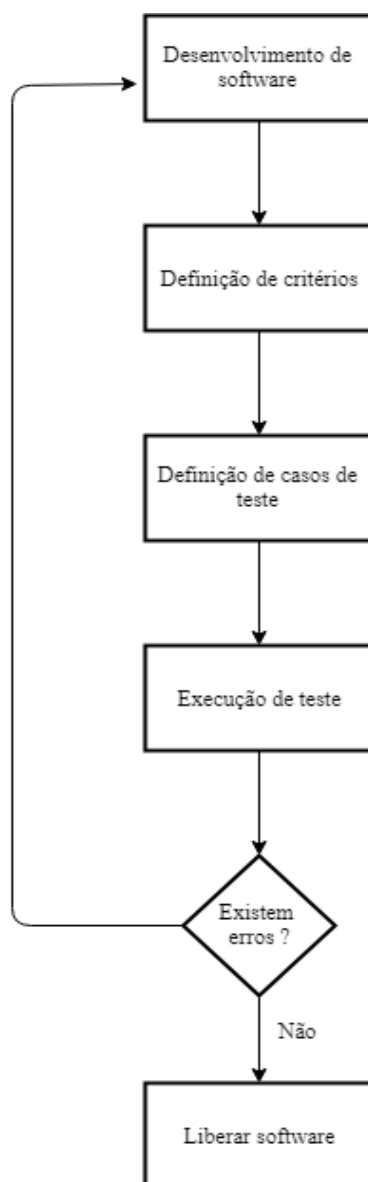 Desenvolvimento de
software
Definição de critérios
Definição de casos de
teste
Execução de teste
Existem
erros ?
Não
Liberar software